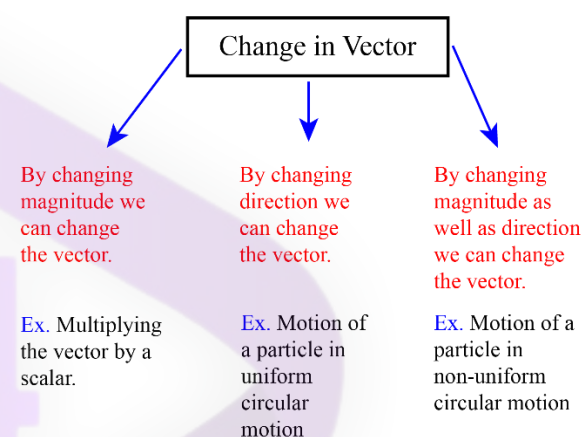 Change in Vector
By changing
magnitude we
can change
the vector.
Ex. Multiplying
the vector by a
scalar.
By changing
direction we
can change
the vector.
Ex. Motion of
a particle in
uniform
circular
motion
By changing
magnitude as
well as direction
we can change
the vector.
Ex. Motion of a
particle in
non-uniform
circular motion